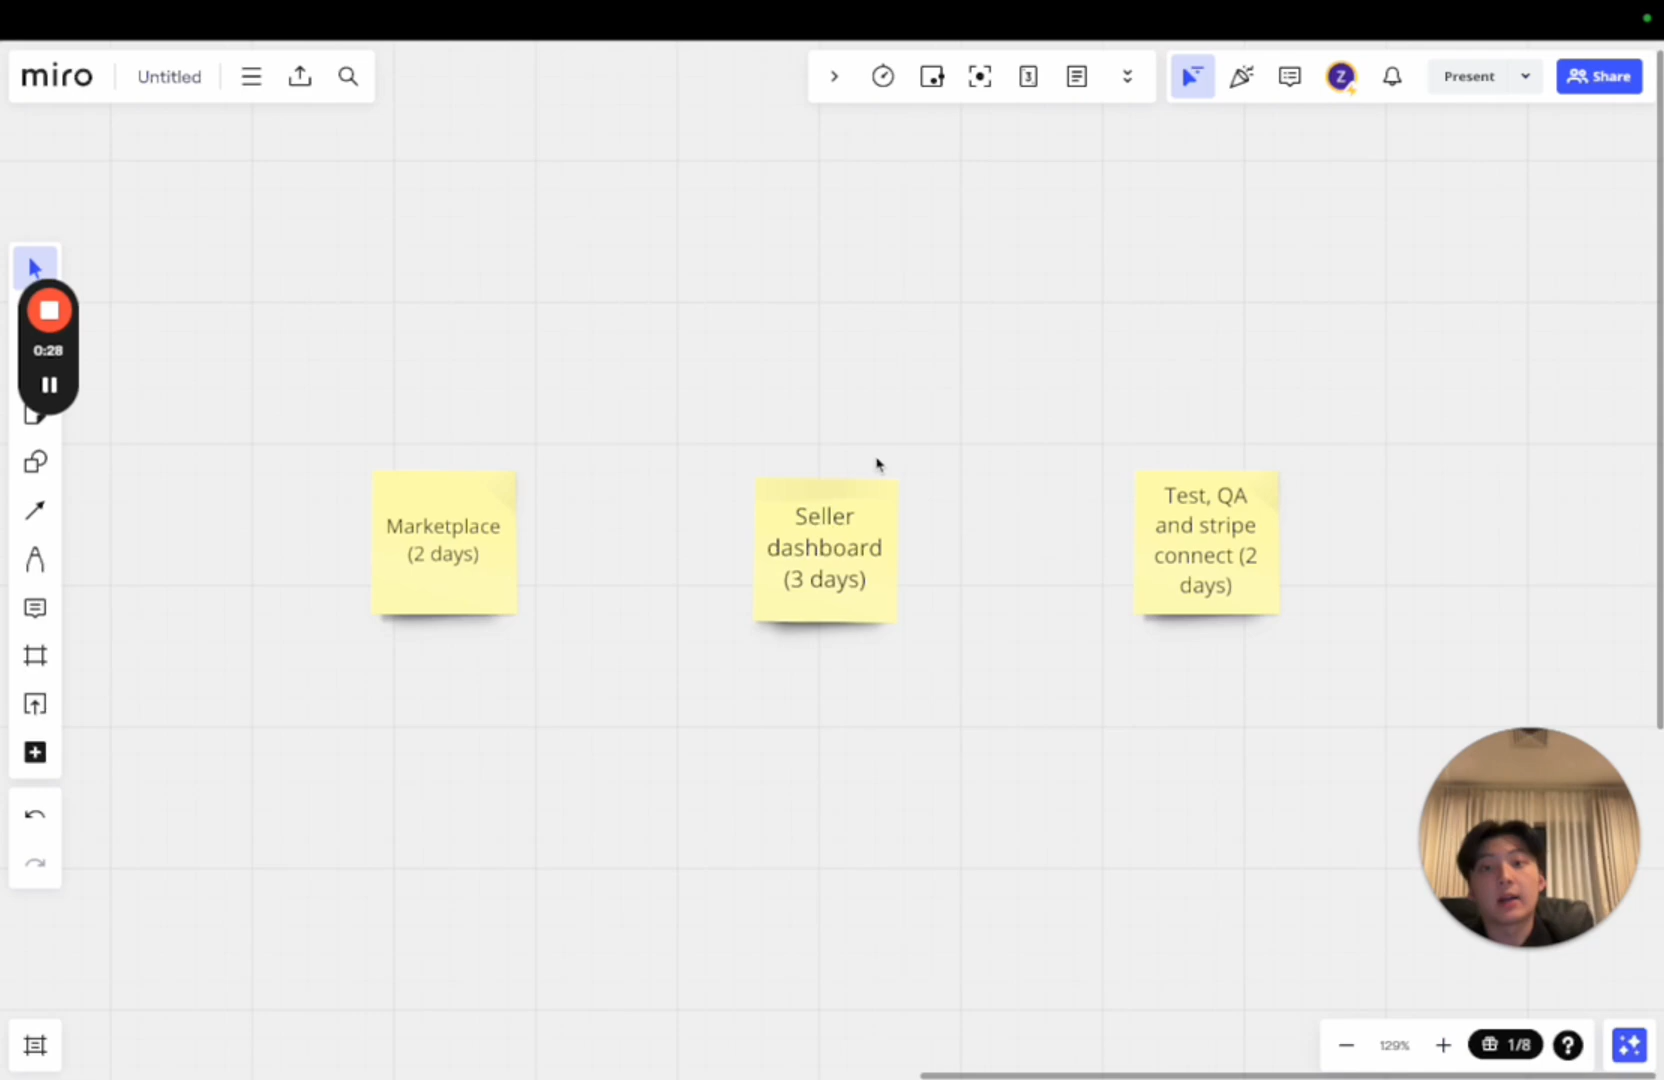 miro
Untitled
3
Z
Present
Share
0:28
Marketplace
(2 days)
Seller
dashboard
(3 days)
Test, QA
and stripe
connect (2
days)
129%
1/8
?